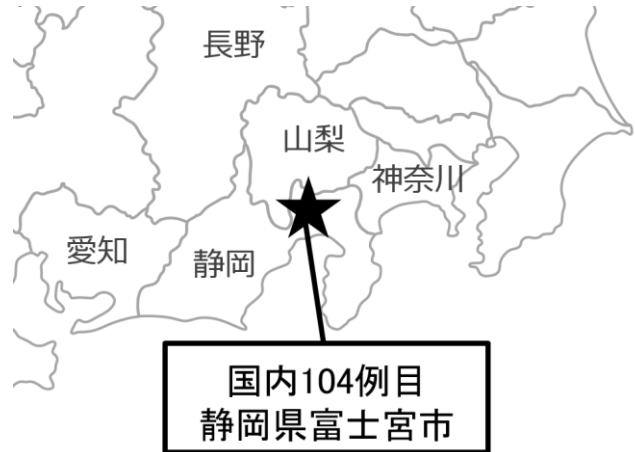 長野
山梨
神奈川
愛知
静岡
国内104例目
静岡県富士宮市